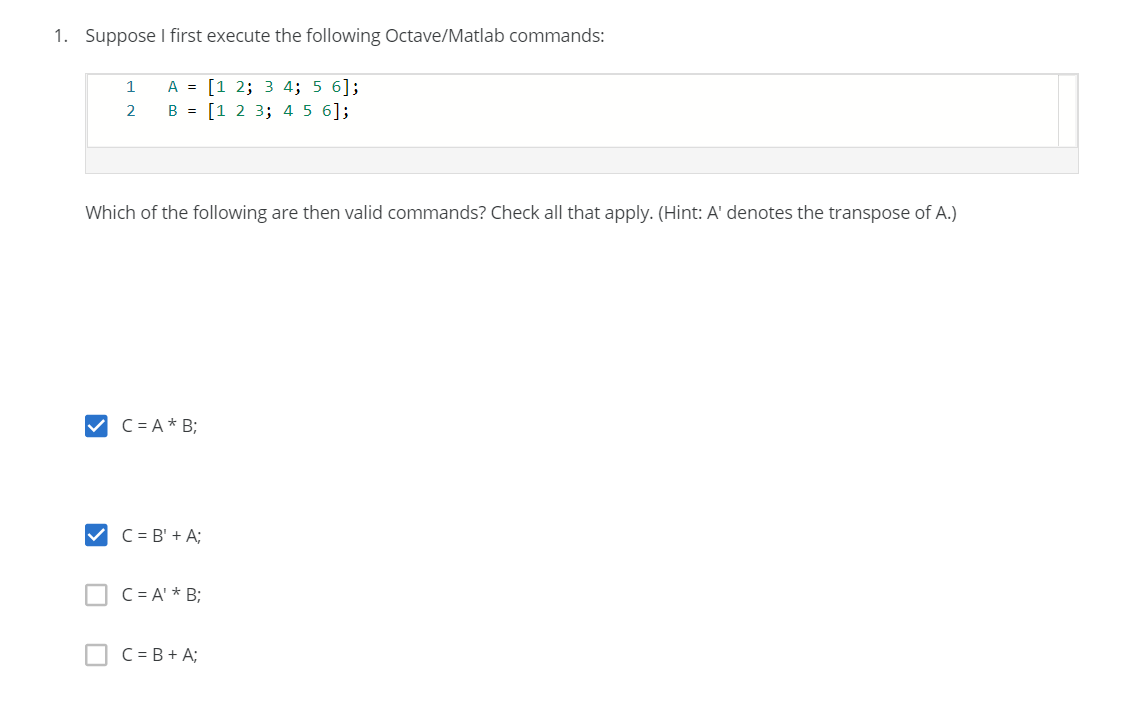 1. Suppose I first execute the following Octave/Matlab commands:
1 A = [1 2; 3 4; 5 6];
2 B = [1 2 3; 4 5 6];
Which of the following are then valid commands? Check all that apply. (Hint: A' denotes the transpose of A.)
C = A * B;
C = B' + A;
C = A' * B;
C = B + A;